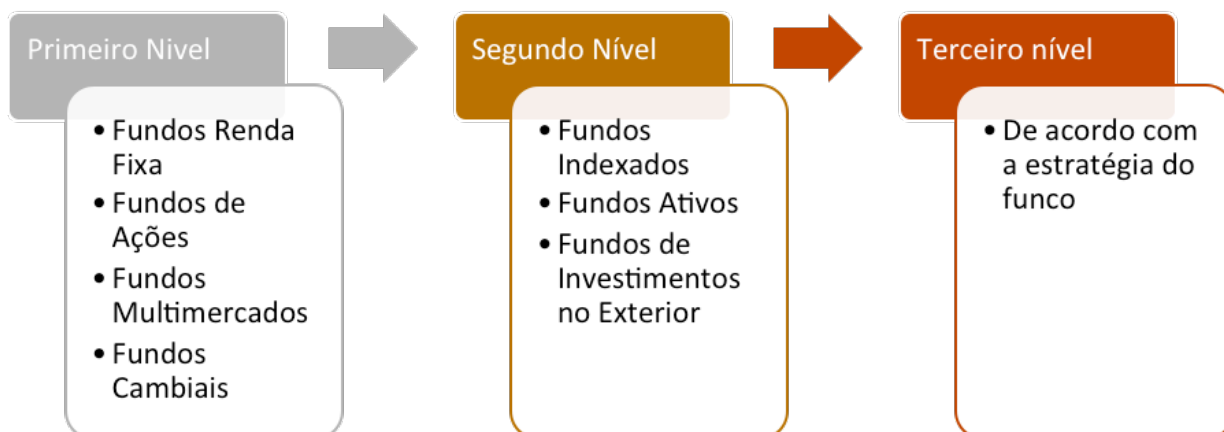 Primeiro Nivel
• Fundos Renda
Fixa
• Fundos de
Ações
• Fundos
Multimercados
• Fundos
Cambiais
Segundo Nível
• Fundos
Indexados
• Fundos Ativos
• Fundos de
Investimentos
no Exterior
Terceiro nível
• De acordo com
a estratégia do
funco